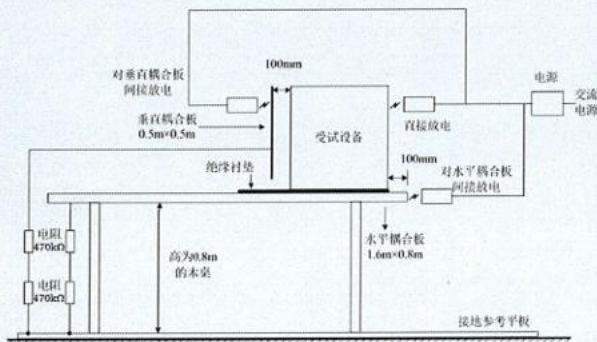 100mm
对垂直耦合板
间接放电
电源
交流
电源
垂直耦合板
0.5m×0.5m
受试设备
直接放电
绝缘衬垫
100mm
对水平耦合板
间接放电
电阻
470kΩ
高为0.8m
的木桌
水平耦合板
1.6m×0.8m
电阻
470kΩ
接地参考平板